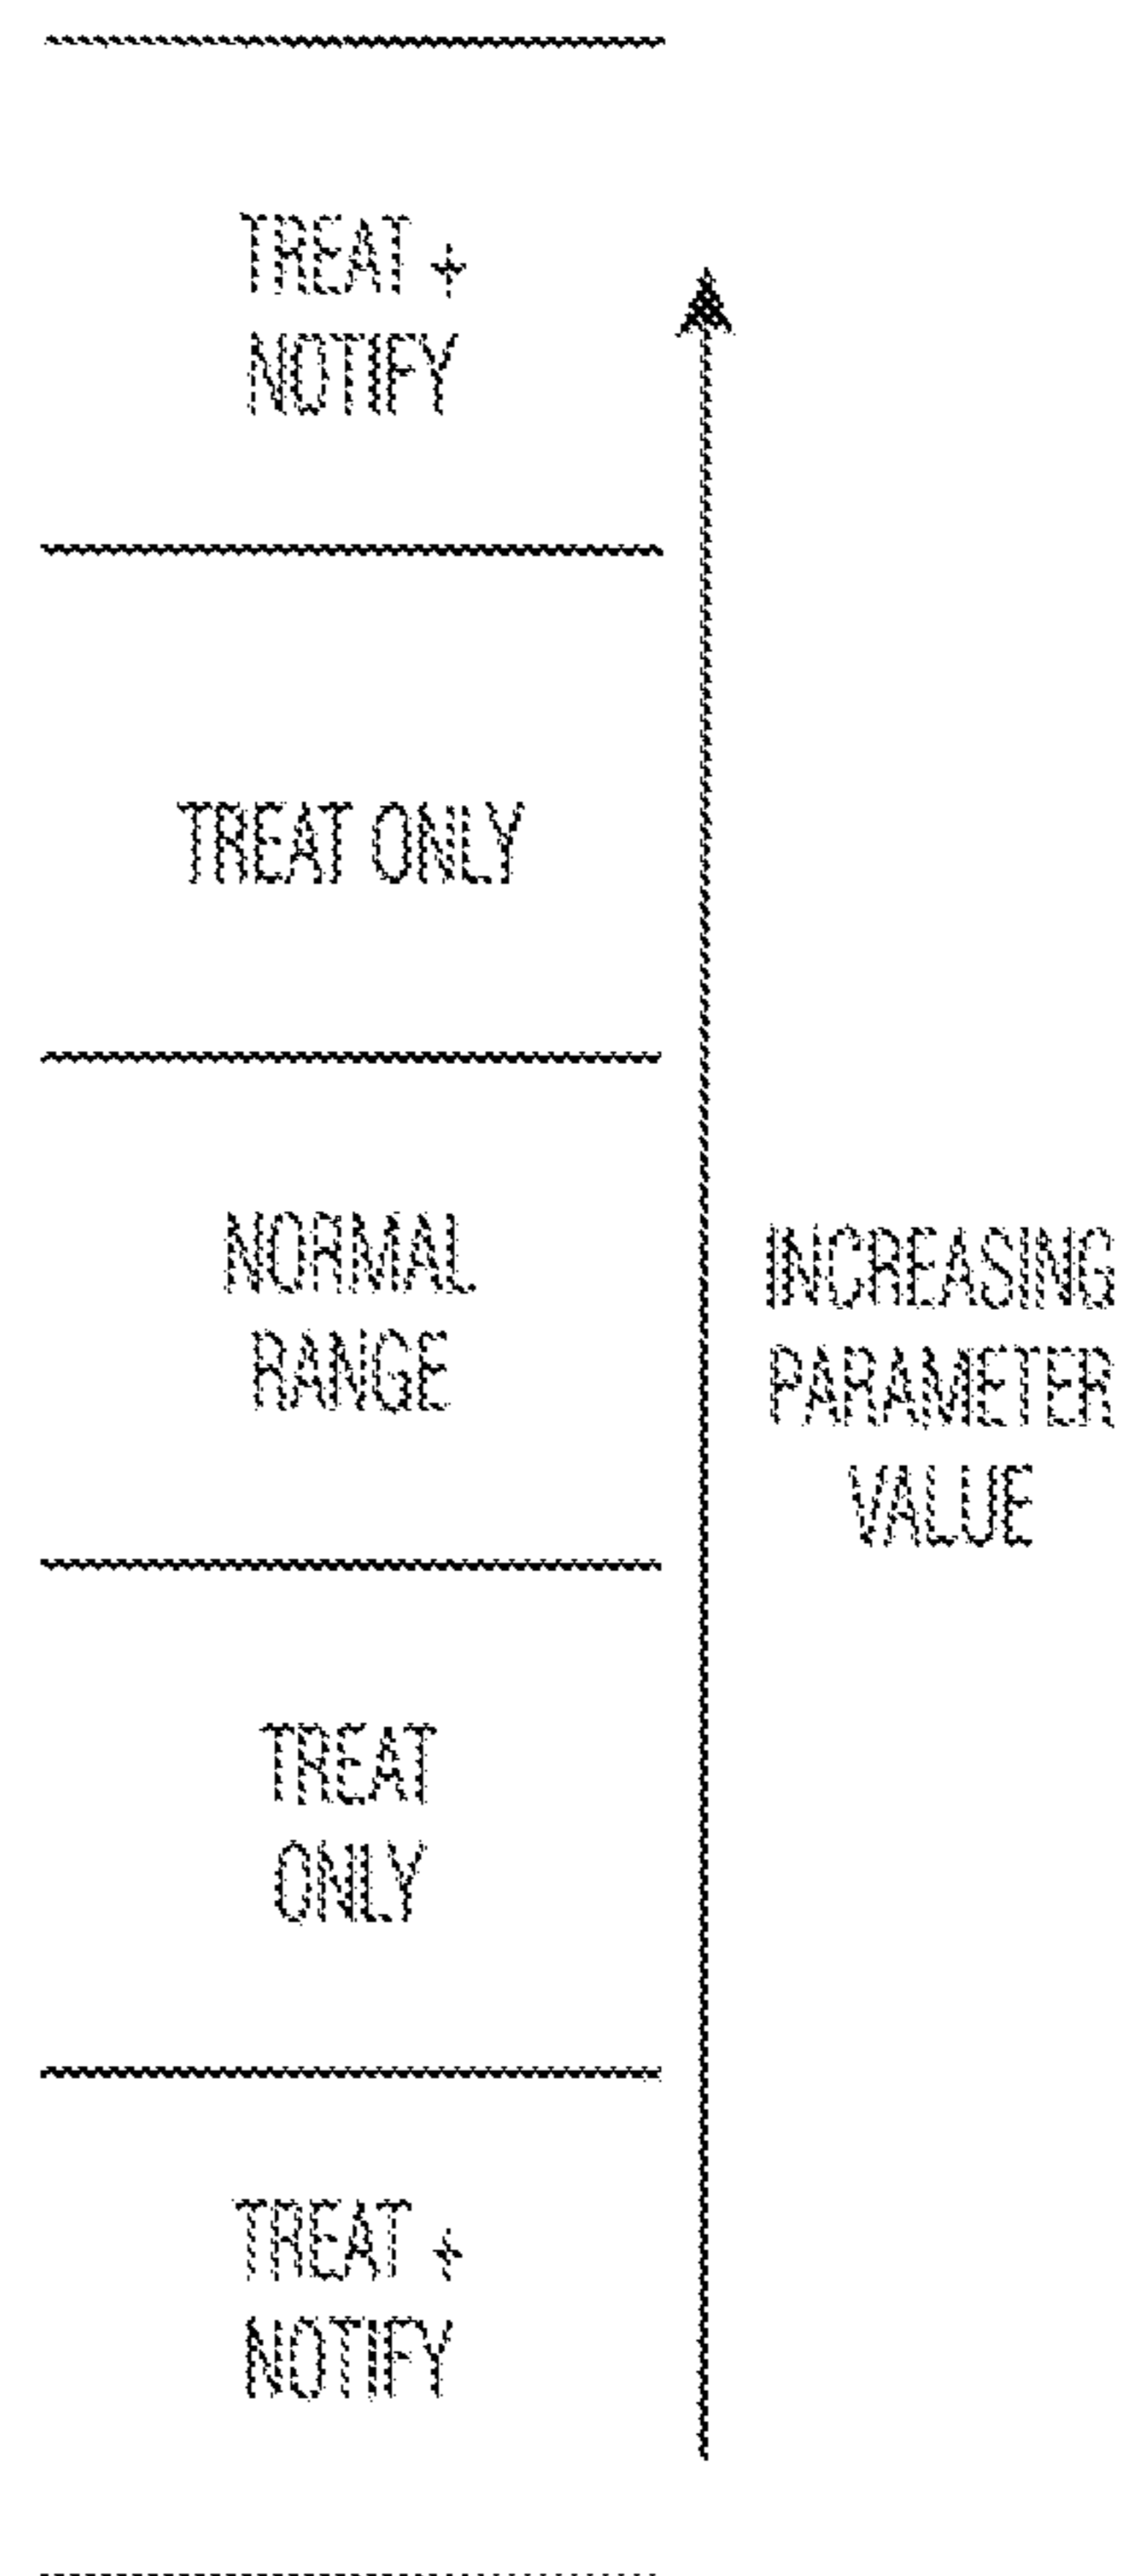 TREAT +
NOTIFY
TREAT ONLY
NORMAL
RANGE
INCREASING
PARAMETER
VALUE
TREAT
ONLY
TREAT +
NOTIFY